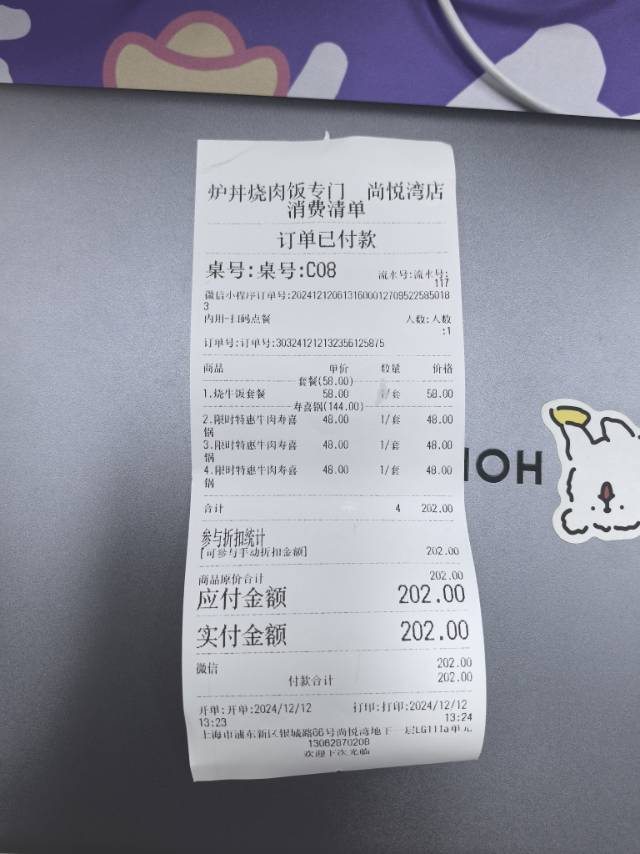 炉丼烧肉饭专门 尚悦湾店
消费清单
订单已付款
桌号:桌号:C08 流水号:流水号:
117
微信小程序订单号:2024121206131600012709522585018
3
内用-扫码点餐 人数:人数
:1
订单号:订单号:303241212132356125875
商品 单价 数量 价格
套餐(58.00)
1.烧牛饭套餐 58.00 1/套 58.00
寿喜锅(144.00)
2.限时特惠牛肉寿喜 48.00 1/套 48.00
锅
3.限时特惠牛肉寿喜 48.00 1/套 48.00
锅
4.限时特惠牛肉寿喜 48.00 1/套 48.00
锅
合计 4 202.00
参与折扣统计
[可参与手动折扣金额] 202.00
商品原价合计 202.00
应付金额 202.00
实付金额 202.00
微信 202.00
付款合计 202.00
开单:开单:2024/12/12 打印:打印:2024/12/12
13:23 13:24
上海市浦东新区银城路66号尚悦湾地下一层LG111a单元
13062870208
欢迎下次光临
HOH